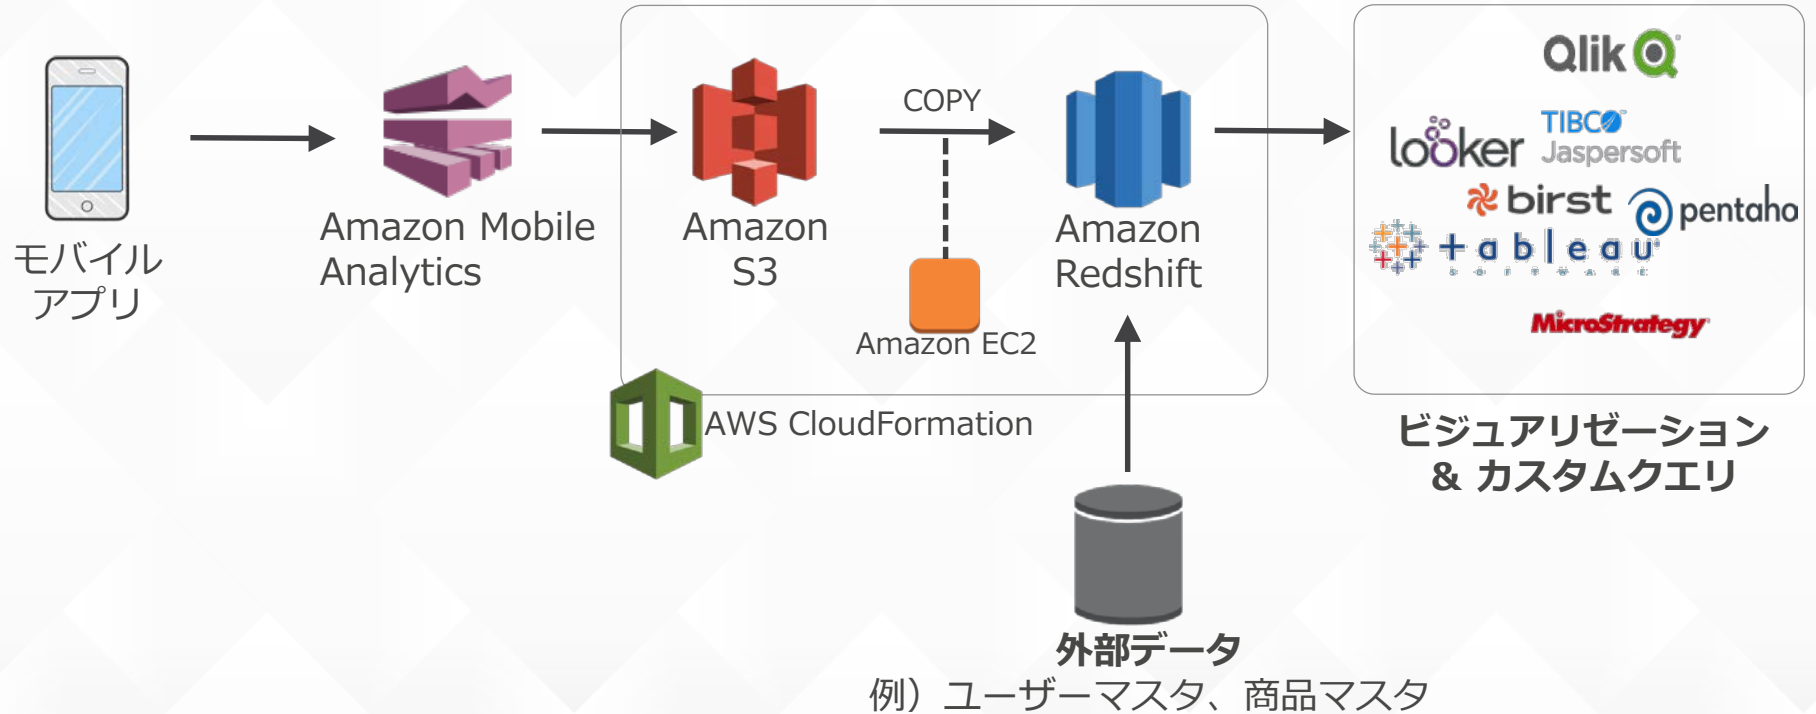 モバイル
アプリ
Amazon Mobile
Analytics
Amazon
S3
COPY
Amazon EC2
Amazon
Redshift
AWS CloudFormation
外部データ
例）ユーザーマスタ、商品マスタ
Qlik
looker
TIBCO
Jaspersoft
birst
pentaho
+ableau
SOFTWARE
MicroStrategy
ビジュアリゼーション
& カスタムクエリ